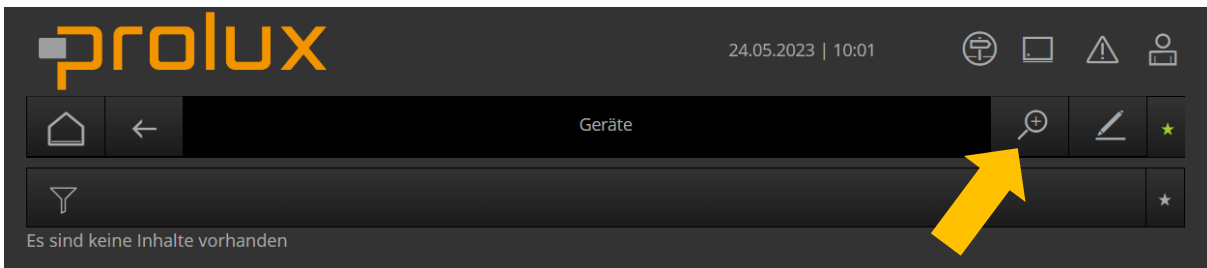 prolux
24.05.2023 | 10:01
Geräte
Es sind keine Inhalte vorhanden